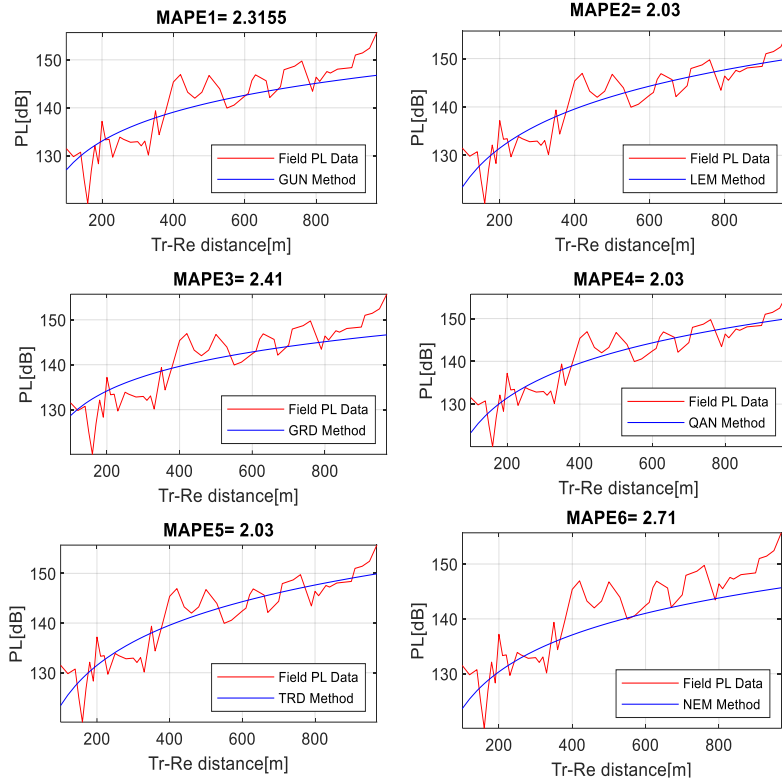 MAPE1= 2.3155
PL[dB]
150
140
130
Field PL Data
GUN Method
200
400
600
800
Tr-Re distance[m]
MAPE2= 2.03
PL[dB]
150
140
130
Field PL Data
LEM Method
200
400
600
800
Tr-Re distance[m]
MAPE3= 2.41
PL[dB]
150
140
130
Field PL Data
GRD Method
200
400
600
800
Tr-Re distance[m]
MAPE4= 2.03
PL[dB]
150
140
130
Field PL Data
QAN Method
200
400
600
800
Tr-Re distance[m]
MAPE5= 2.03
PL[dB]
150
140
130
Field PL Data
TRD Method
200
400
600
800
Tr-Re distance[m]
MAPE6= 2.71
PL[dB]
150
140
130
Field PL Data
NEM Method
200
400
600
800
Tr-Re distance[m]